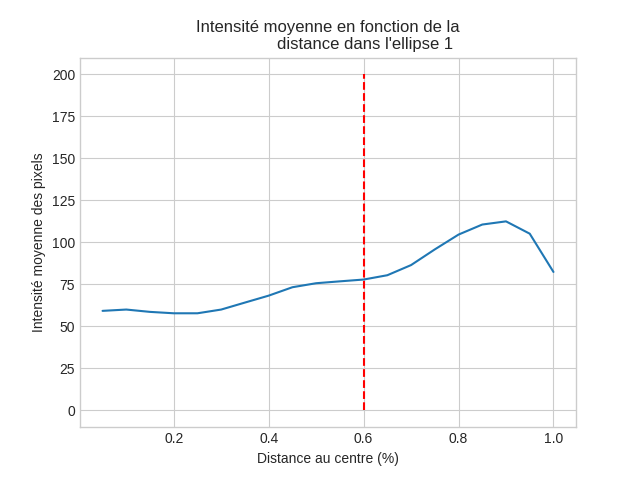 Intensité moyenne en fonction de la
distance dans l'ellipse 1
200
175
150
125
100
75
50
25
0
Intensité moyenne des pixels
0.2 0.4 0.6 0.8 1.0
Distance au centre (%)